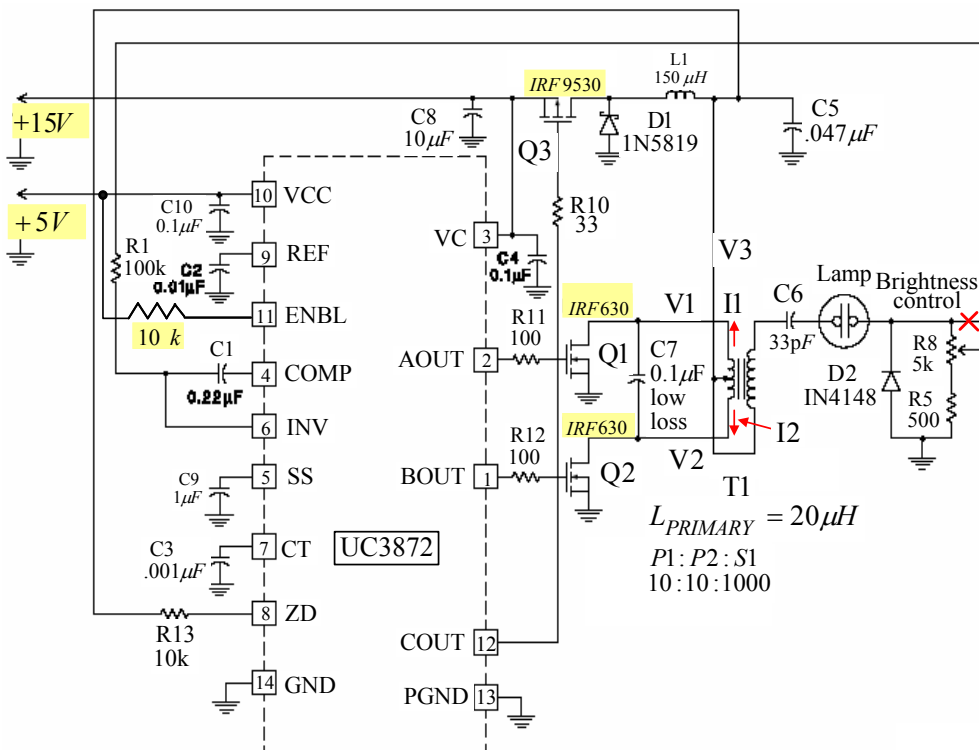 L1
150 μH
IRF9530
+15V
C8
10μF
Q3
D1
1N5819
C5
.047μF
10
VCC
+5V
C10
0.1μF
R10
33
VC
3
R1
100k
9
REF
C2
0.01μF
C4
0.1μF
V3
Lamp
Brightness
control
C6
33pF
10 k
11
ENBL
IRF630
V1
I1
R11
100
Q1
C7
0.1μF
low
loss
R8
5k
C1
0.22μF
4
COMP
AOUT
2
D2
IN4148
R5
500
6
INV
IRF630
R12
100
V2
I2
C9
1μF
5
SS
BOUT
1
Q2
T1
L PRIMARY = 20μH
P1:P2:S1
10:10:1000
C3
.001μF
7
CT
UC3872
8
ZD
R13
10k
COUT
12
14
GND
PGND
13